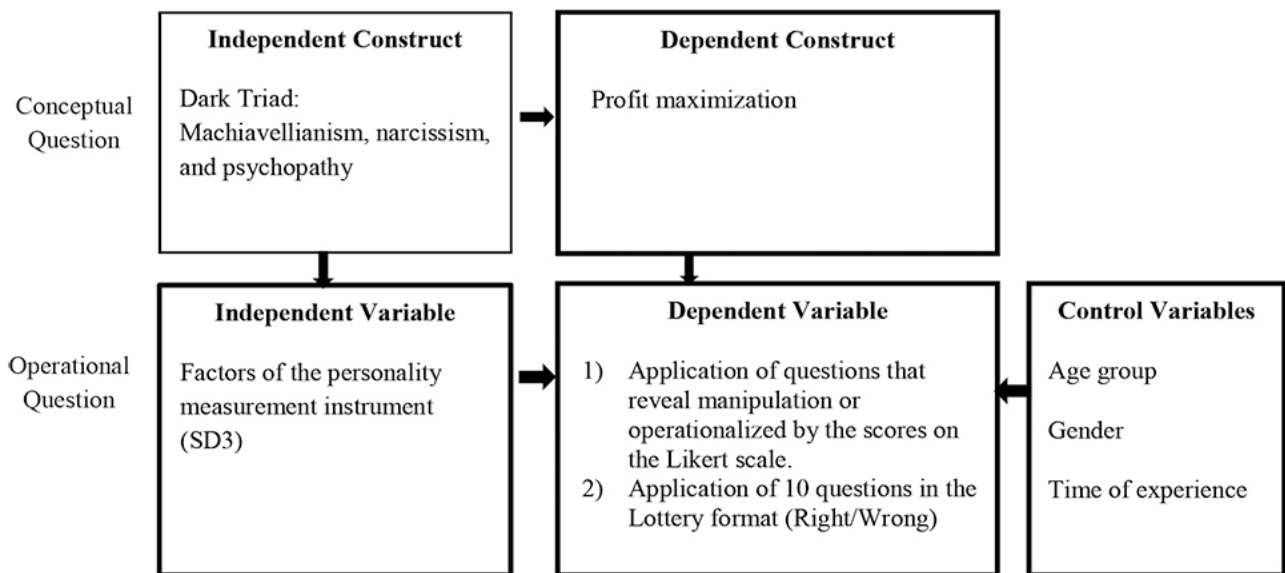 Conceptual
Question
Independent Construct
Dark Triad:
Machiavellianism, narcissism,
and psychopathy
Dependent Construct
Profit maximization
Operational
Question
Independent Variable
Factors of the personality
measurement instrument
(SD3)
Dependent Variable
1) Application of questions that
reveal manipulation or
operationalized by the scores on
the Likert scale.
2) Application of 10 questions in the
Lottery format (Right/Wrong)
Control Variables
Age group
Gender
Time of experience